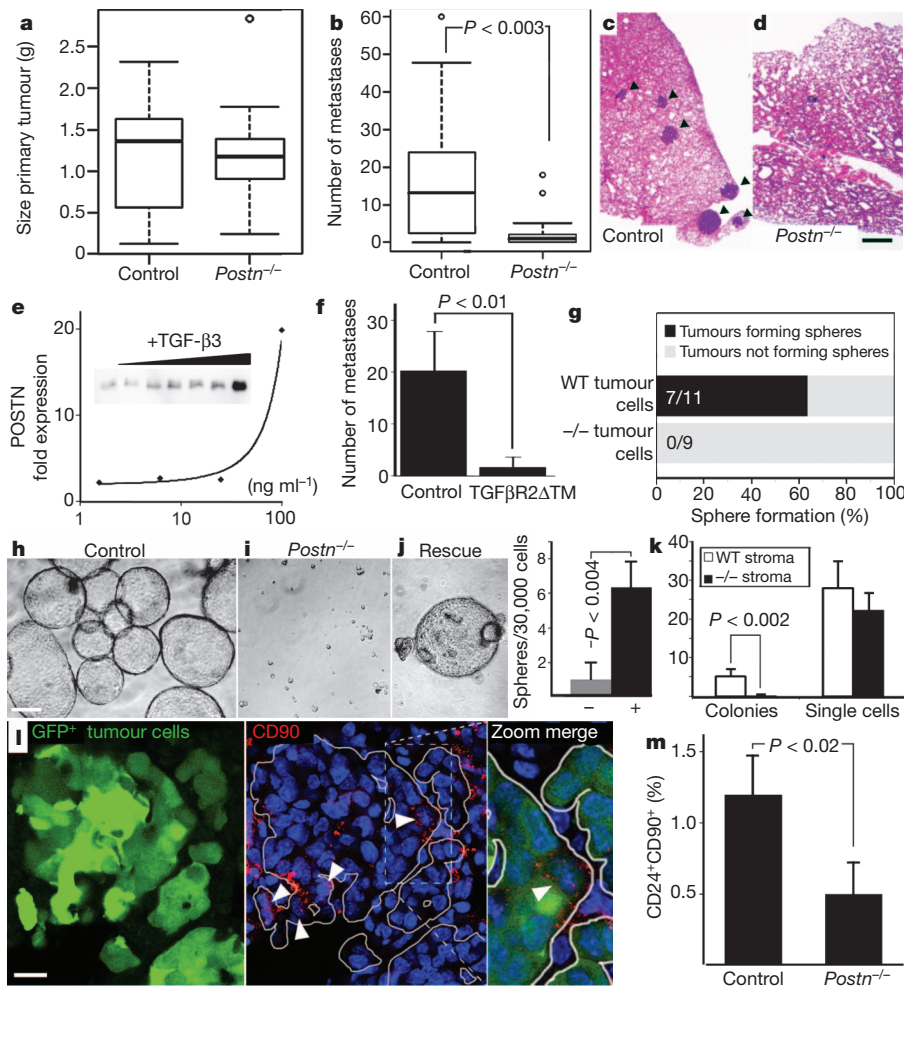 a
Size primary tumour (g)
2.5
2.0
1.5
1.0
0.5
0
Control
Postn–/–
b
Number of metastases
60
50
40
30
20
10
0
P < 0.003
Control
Postn–/–
c
Control
d
Postn–/–
e
POSTN
fold expression
20
10
0
+TGF-β3
(ng ml–1)
1
10
100
f
Number of metastases
30
20
10
0
P < 0.01
Control
TGFβR2ΔTM
g
Tumours forming spheres
Tumours not forming spheres
WT tumour
cells
7/11
–/– tumour
cells
0/9
0
20
40
60
80
100
Sphere formation (%)
h
Control
i
Postn–/–
j
Rescue
Spheres/30,000 cells
8
6
4
2
P < 0.004
–
+
k
40
30
20
10
WT stroma
–/– stroma
P < 0.002
Colonies
Single cells
l
GFP+ tumour cells
CD90
Zoom merge
m
CD24+CD90+ (%)
1.5
1.0
0.5
P < 0.02
Control
Postn–/–